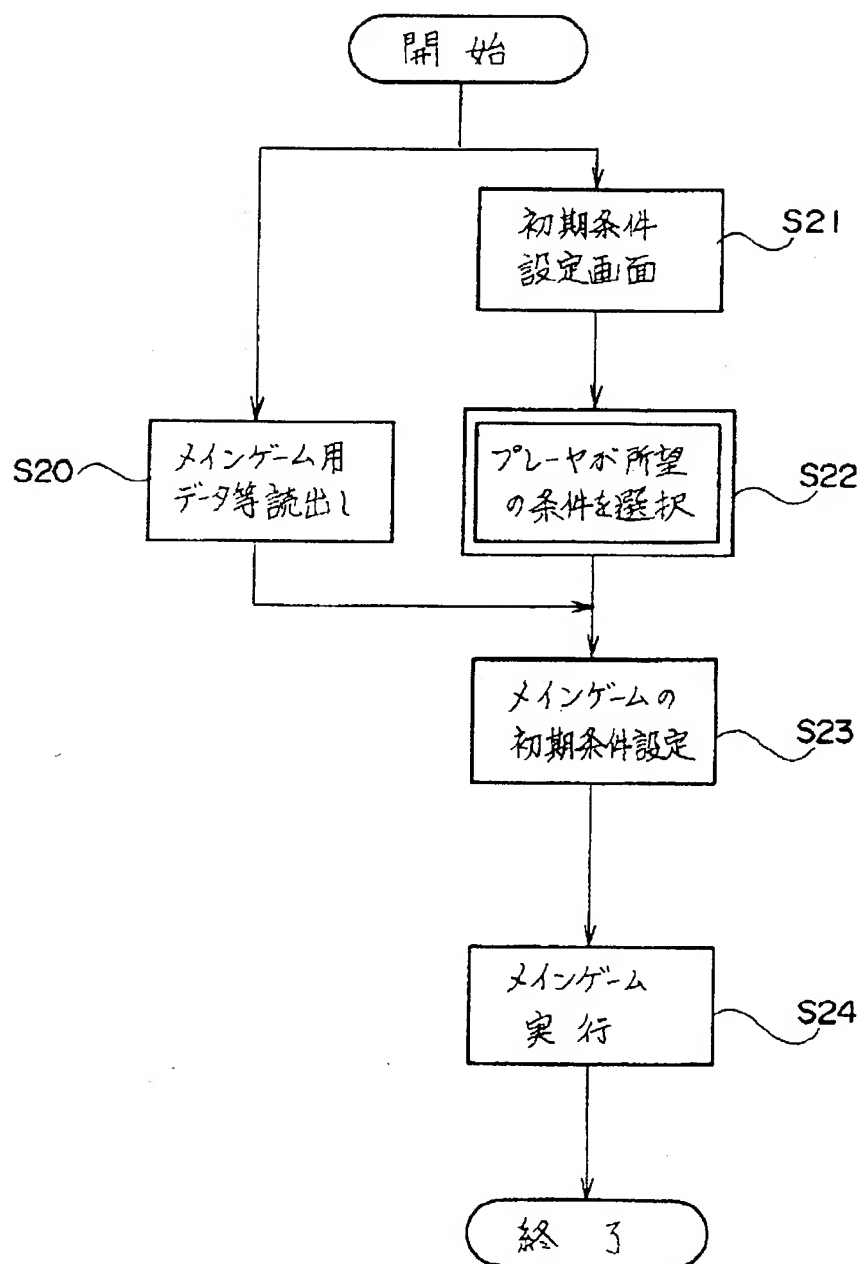 開始
初期条件
設定画面
S21
S20
メインゲーム用
データ等読出し
プレーヤが所望
の条件を選択
S22
メインゲームの
初期条件設定
S23
メインゲーム
実行
S24
終了